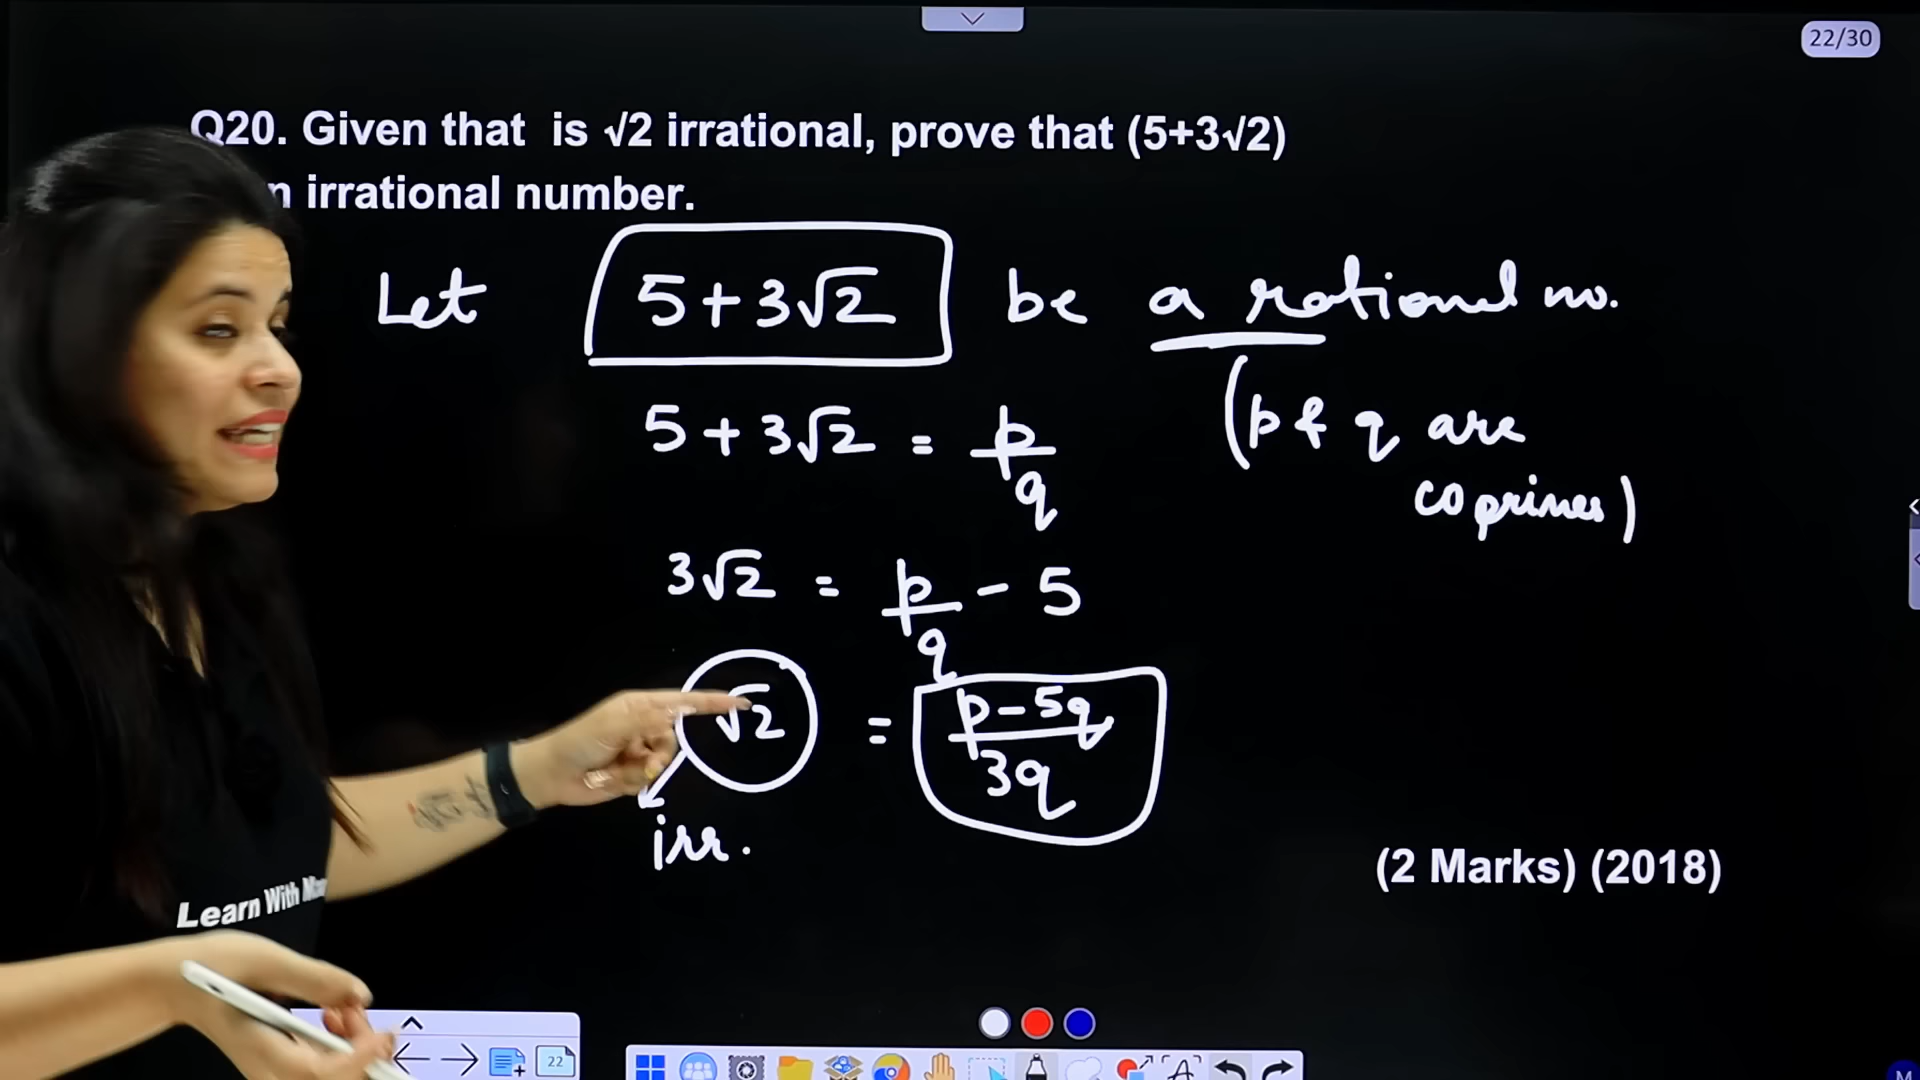 22/30
Q20. Given that is √2 irrational, prove that (5+3√2)
n irrational number.
Let 5+3√2 be a rational no.
5+3√2 = p/q (p & q are
coprimes)
3√2 = p/q - 5
√2 = p-5q/3q
irr.
(2 Marks) (2018)
Learn With
22